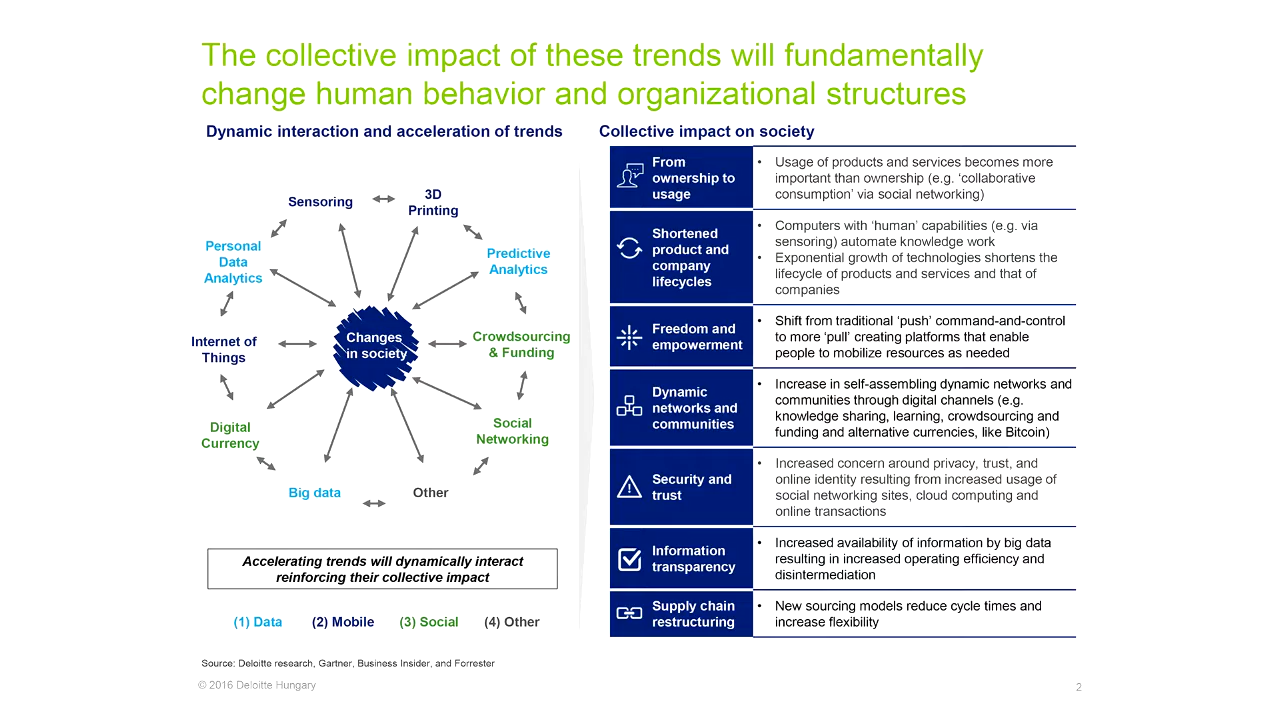 The collective impact of these trends will fundamentally
change human behavior and organizational structures
Dynamic interaction and acceleration of trends
Sensoring
3D
Printing
Personal
Data
Analytics
Predictive
Analytics
Internet of
Things
Changes
in society
Crowdsourcing
& Funding
Digital
Currency
Social
Networking
Big data
Other
Accelerating trends will dynamically interact
reinforcing their collective impact
(1) Data (2) Mobile (3) Social (4) Other
Collective impact on society
From
ownership to
usage
• Usage of products and services becomes more
important than ownership (e.g. ‘collaborative
consumption’ via social networking)
Shortened
product and
company
lifecycles
• Computers with ‘human’ capabilities (e.g. via
sensoring) automate knowledge work
• Exponential growth of technologies shortens the
lifecycle of products and services and that of
companies
Freedom and
empowerment
• Shift from traditional ‘push’ command-and-control
to more ‘pull’ creating platforms that enable
people to mobilize resources as needed
Dynamic
networks and
communities
• Increase in self-assembling dynamic networks and
communities through digital channels (e.g.
knowledge sharing, learning, crowdsourcing and
funding and alternative currencies, like Bitcoin)
Security and
trust
• Increased concern around privacy, trust, and
online identity resulting from increased usage of
social networking sites, cloud computing and
online transactions
Information
transparency
• Increased availability of information by big data
resulting in increased operating efficiency and
disintermediation
Supply chain
restructuring
• New sourcing models reduce cycle times and
increase flexibility
Source: Deloitte research, Gartner, Business Insider, and Forrester
© 2016 Deloitte Hungary
2